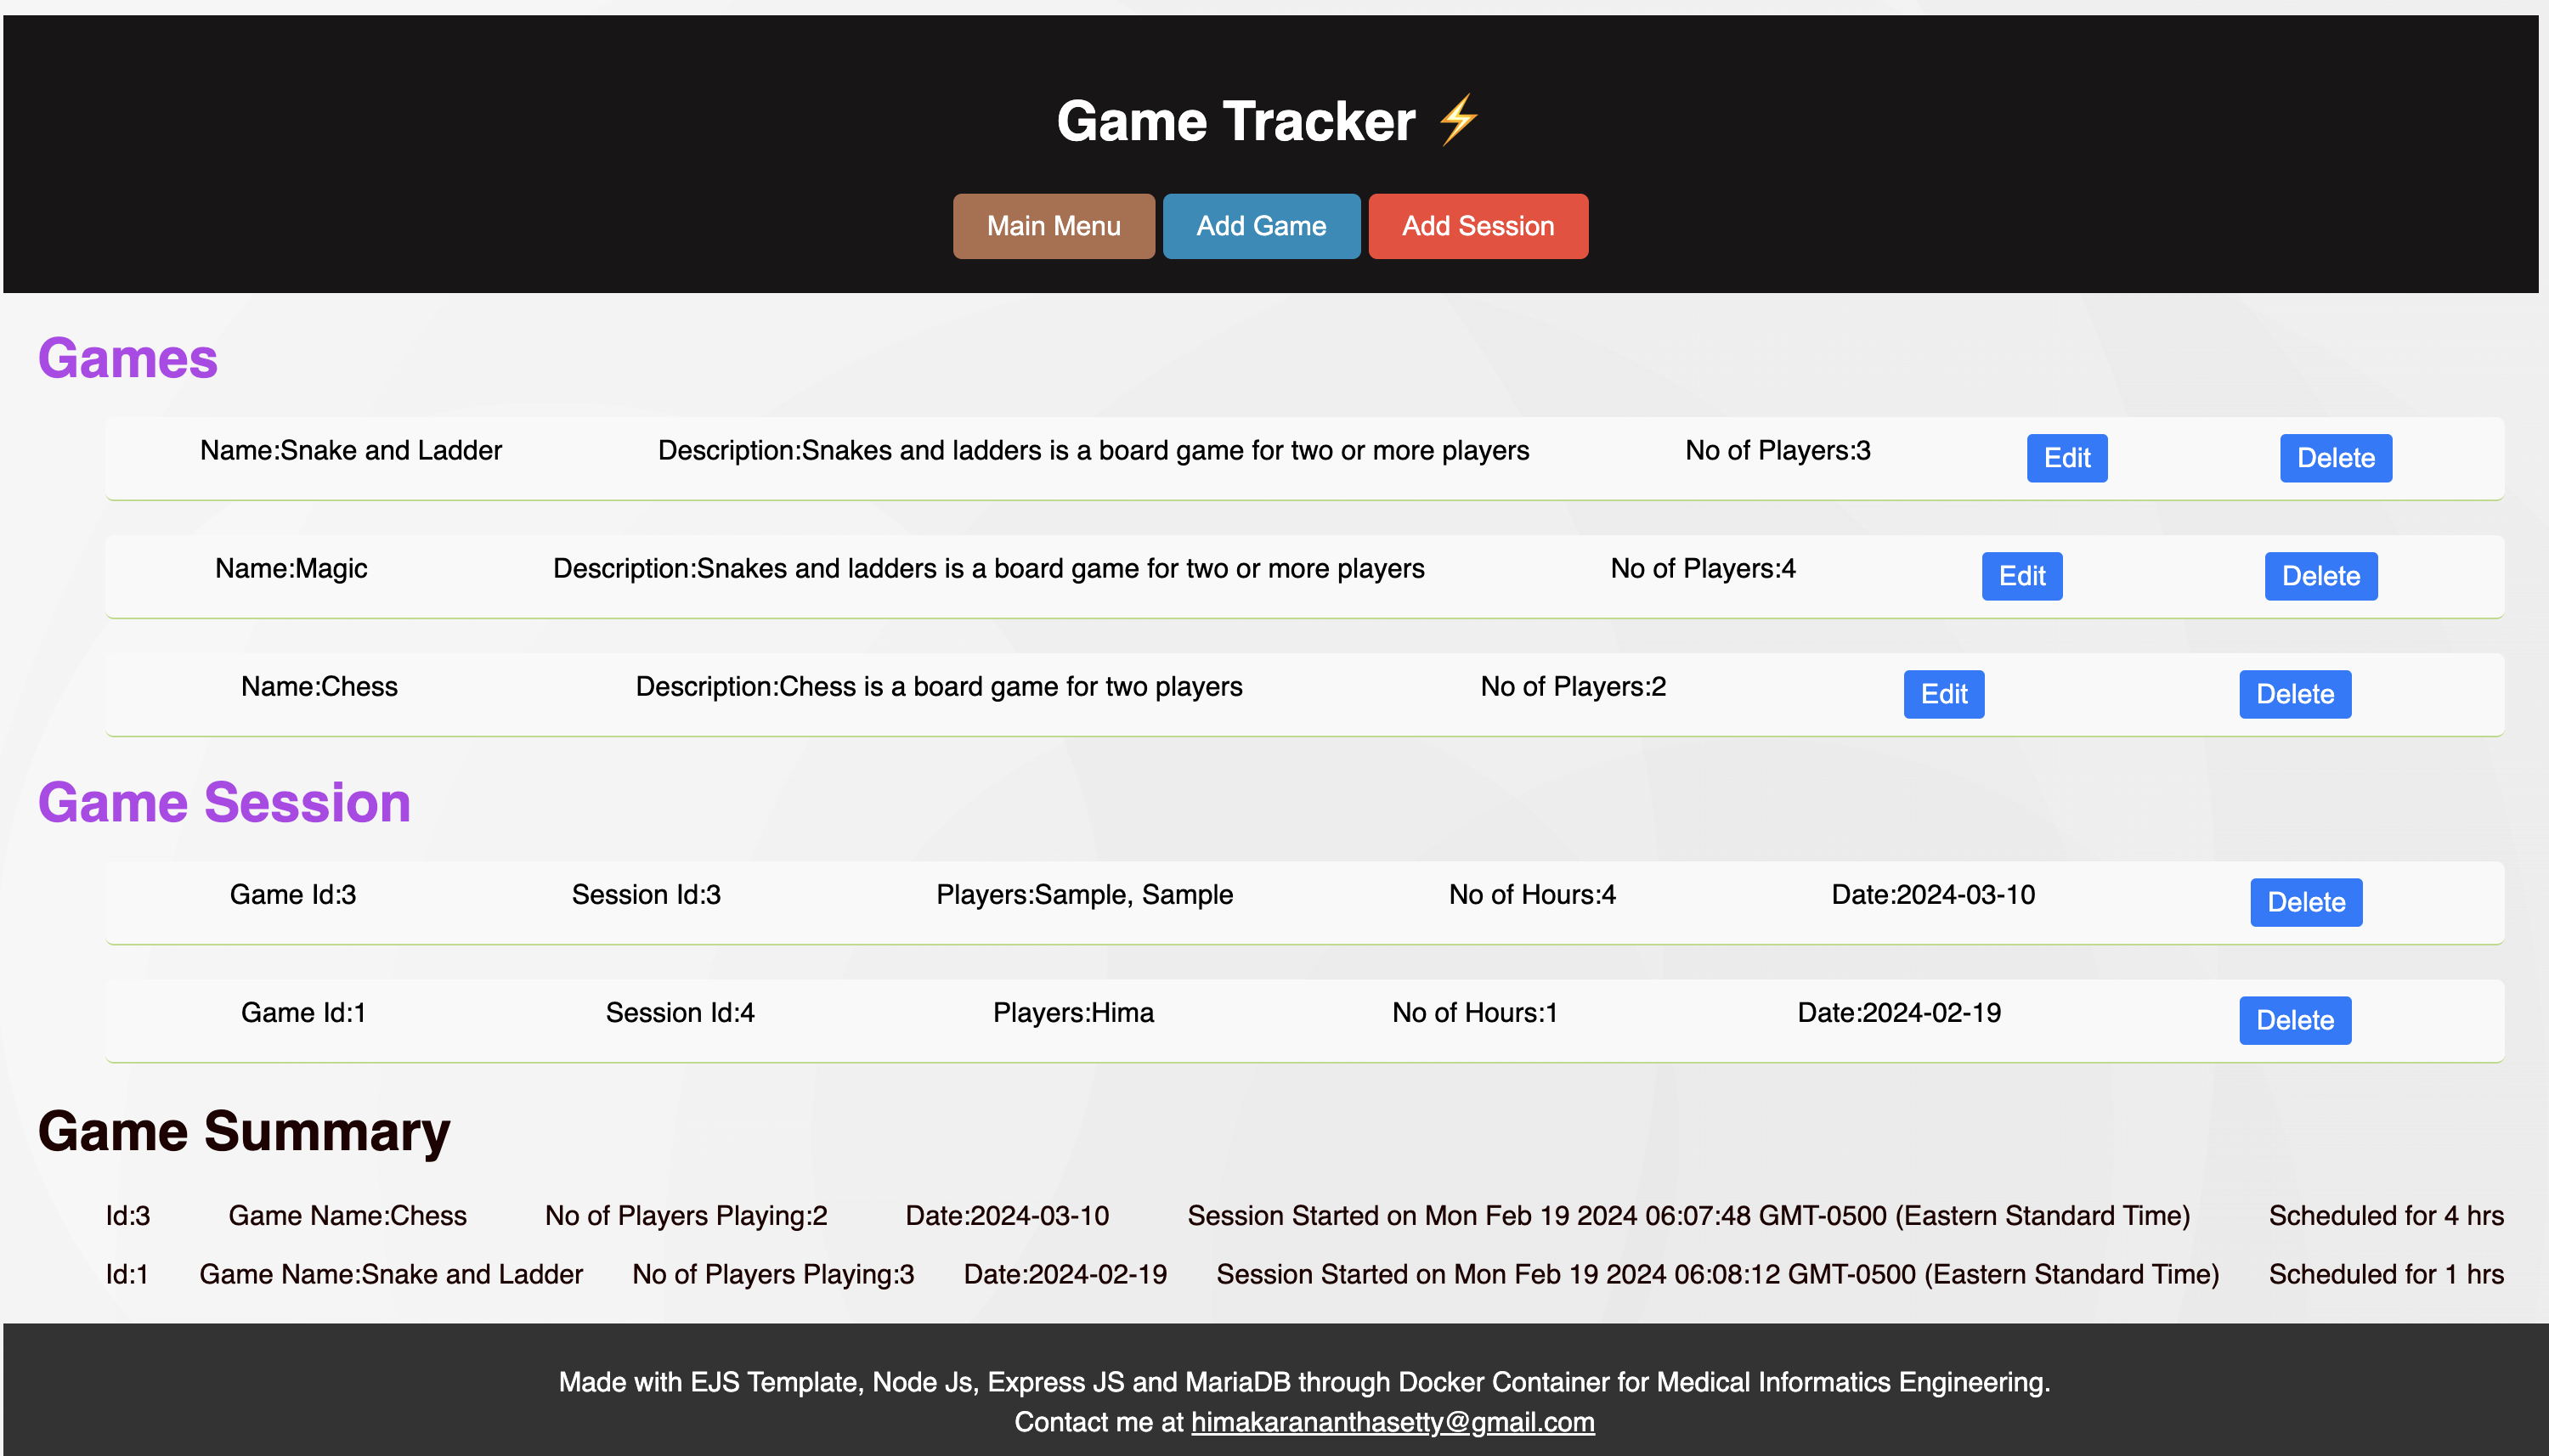 Game Tracker ⚡
Main Menu Add Game Add Session
Games
Name:Snake and Ladder Description:Snakes and ladders is a board game for two or more players No of Players:3 Edit Delete
Name:Magic Description:Snakes and ladders is a board game for two or more players No of Players:4 Edit Delete
Name:Chess Description:Chess is a board game for two players No of Players:2 Edit Delete
Game Session
Game Id:3 Session Id:3 Players:Sample, Sample No of Hours:4 Date:2024-03-10 Delete
Game Id:1 Session Id:4 Players:Hima No of Hours:1 Date:2024-02-19 Delete
Game Summary
Id:3 Game Name:Chess No of Players Playing:2 Date:2024-03-10 Session Started on Mon Feb 19 2024 06:07:48 GMT-0500 (Eastern Standard Time) Scheduled for 4 hrs
Id:1 Game Name:Snake and Ladder No of Players Playing:3 Date:2024-02-19 Session Started on Mon Feb 19 2024 06:08:12 GMT-0500 (Eastern Standard Time) Scheduled for 1 hrs
Made with EJS Template, Node Js, Express JS and MariaDB through Docker Container for Medical Informatics Engineering.
Contact me at himakarananthasetty@gmail.com